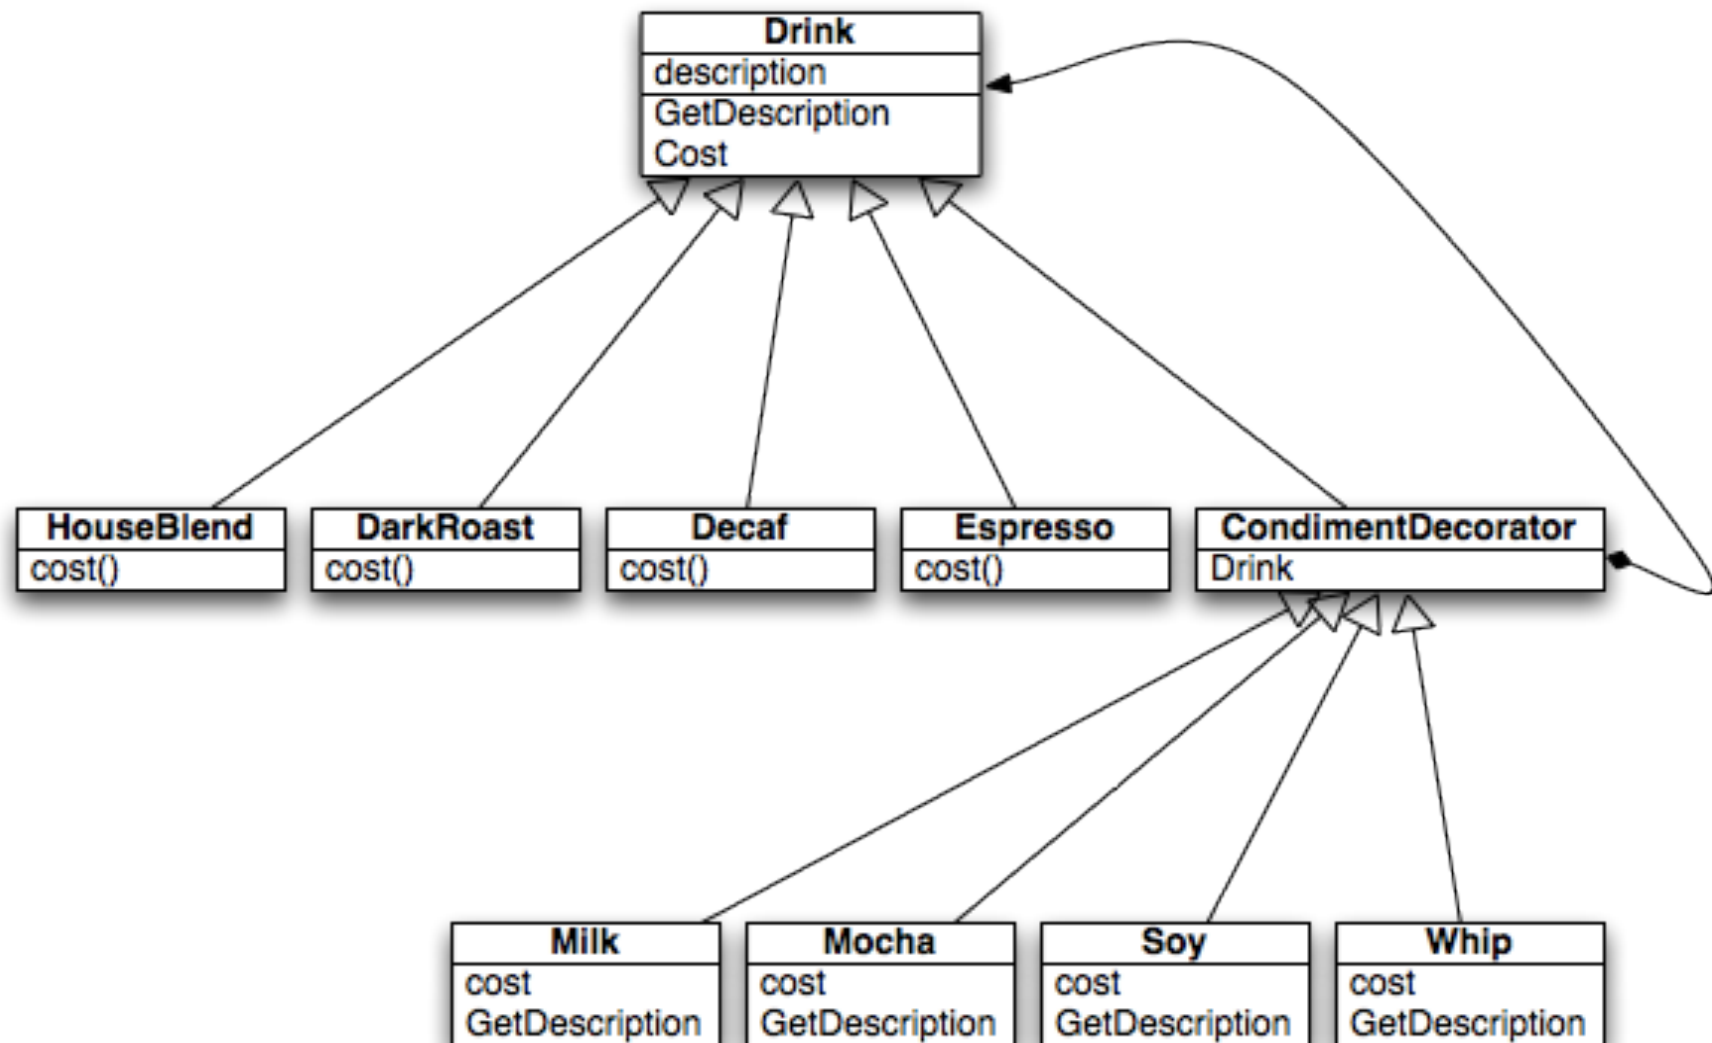 Drink
description
GetDescription
Cost
HouseBlend
cost()
DarkRoast
cost()
Decaf
cost()
Espresso
cost()
CondimentDecorator
Drink
Milk
cost
GetDescription
Mocha
cost
GetDescription
Soy
cost
GetDescription
Whip
cost
GetDescription